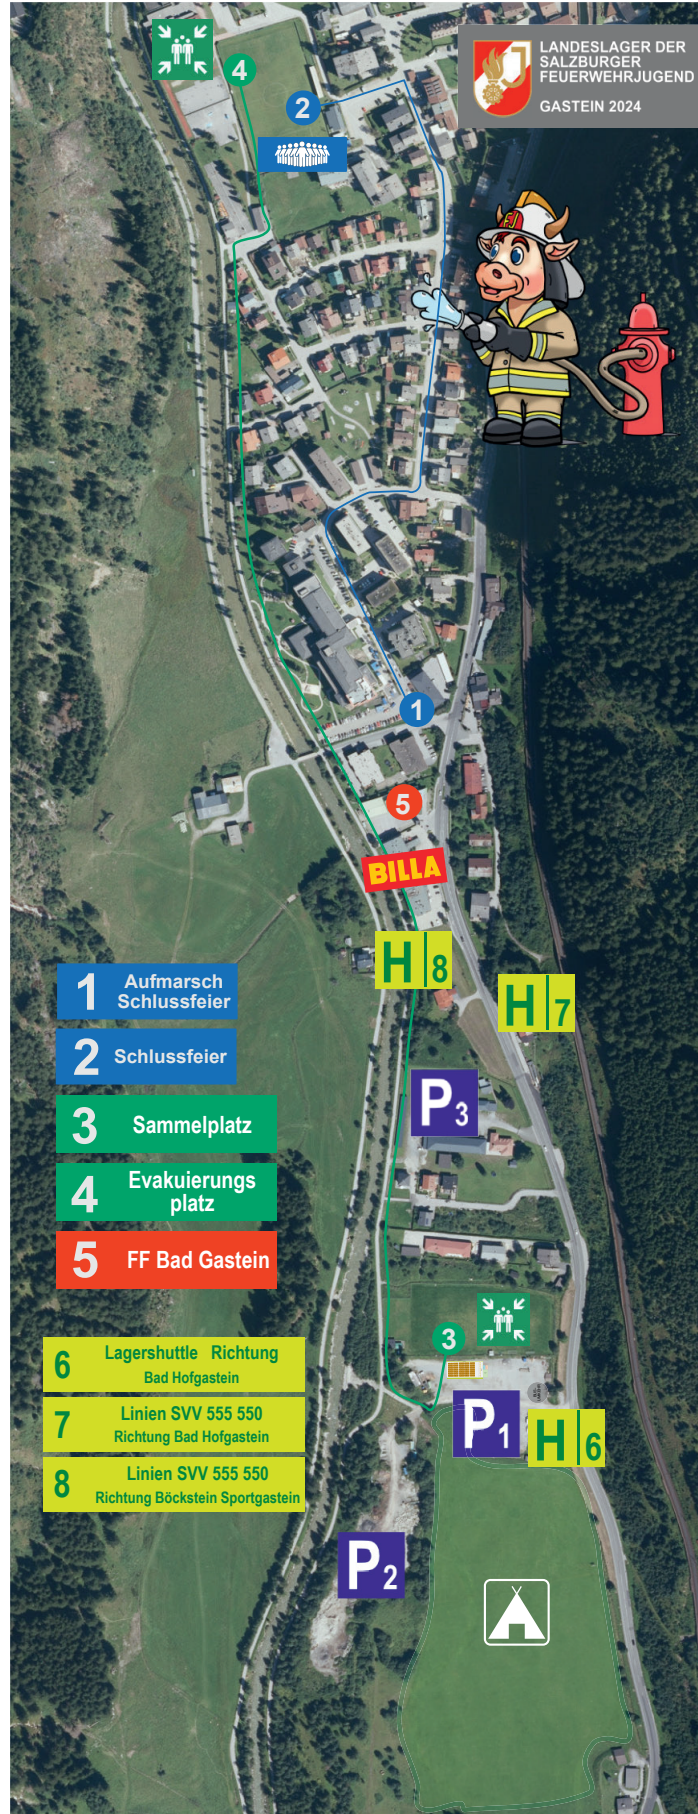 LANDESLAGER DER
SALZBURGER
FEUERWEHRJUGEND
GASTEIN 2024
4
2
FJ
1
5
BILLA
H 8
H 7
1 Aufmarsch
Schlussfeier
2 Schlussfeier
3 Sammelplatz
4 Evakuierungs
platz
5 FF Bad Gastein
P3
6 Lagershuttle Richtung
Bad Hofgastein
7 Linien SVV 555 550
Richtung Bad Hofgastein
8 Linien SVV 555 550
Richtung Böckstein Sportgastein
3
P1
H 6
P2